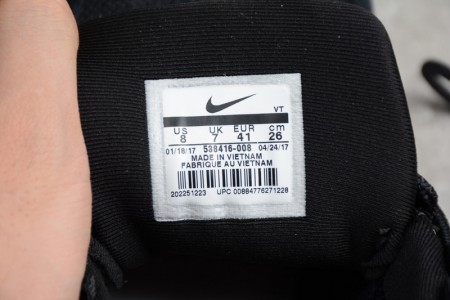 VT
US UK EUR cm
8 7 41 26
01/18/17 538416-008 04/24/17
MADE IN VIETNAM
FABRIQUE AU VIETNAM
202251223 UPC 00884776271228